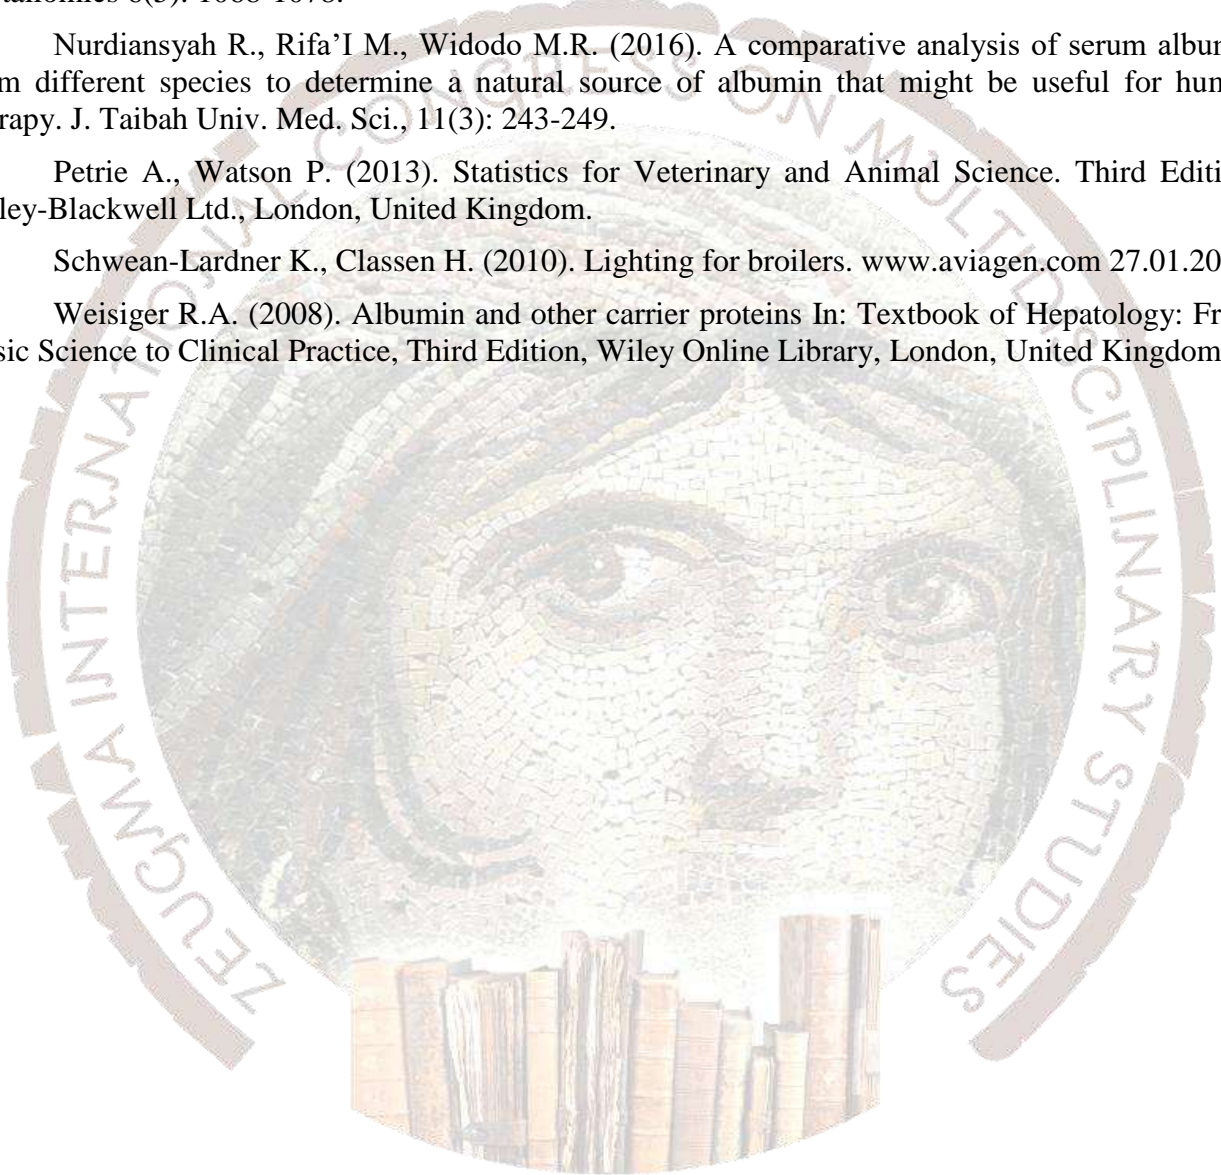 6(5): 1068-1078.
Nurdiansyah R., Rifa’I M., Widodo M.R. (2016). A comparative analysis of serum album
m different species to determine a natural source of albumin that might be useful for hum
rapy. J. Taibah Univ. Med. Sci., 11(3): 243-249.
Petrie A., Watson P. (2013). Statistics for Veterinary and Animal Science. Third Editi
ley-Blackwell Ltd., London, United Kingdom.
Schwean-Lardner K., Classen H. (2010). Lighting for broilers. www.aviagen.com 27.01.20
Weisiger R.A. (2008). Albumin and other carrier proteins In: Textbook of Hepatology: Fr
sic Science to Clinical Practice, Third Edition, Wiley Online Library, London, United Kingdom
ZEUGMA INTERNATIONAL CONGRESS ON MULTIDISCIPLINARY STUDIES